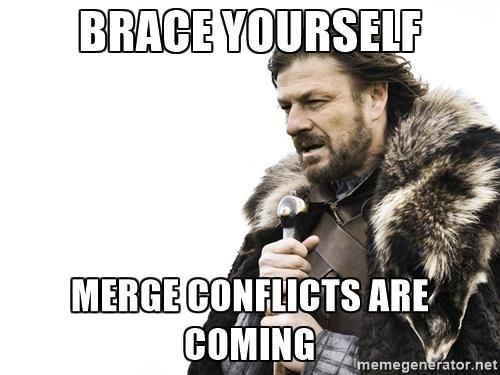 BRACE YOURSELF
MERGE CONFLICTS ARE
COMING
memegenerator.net